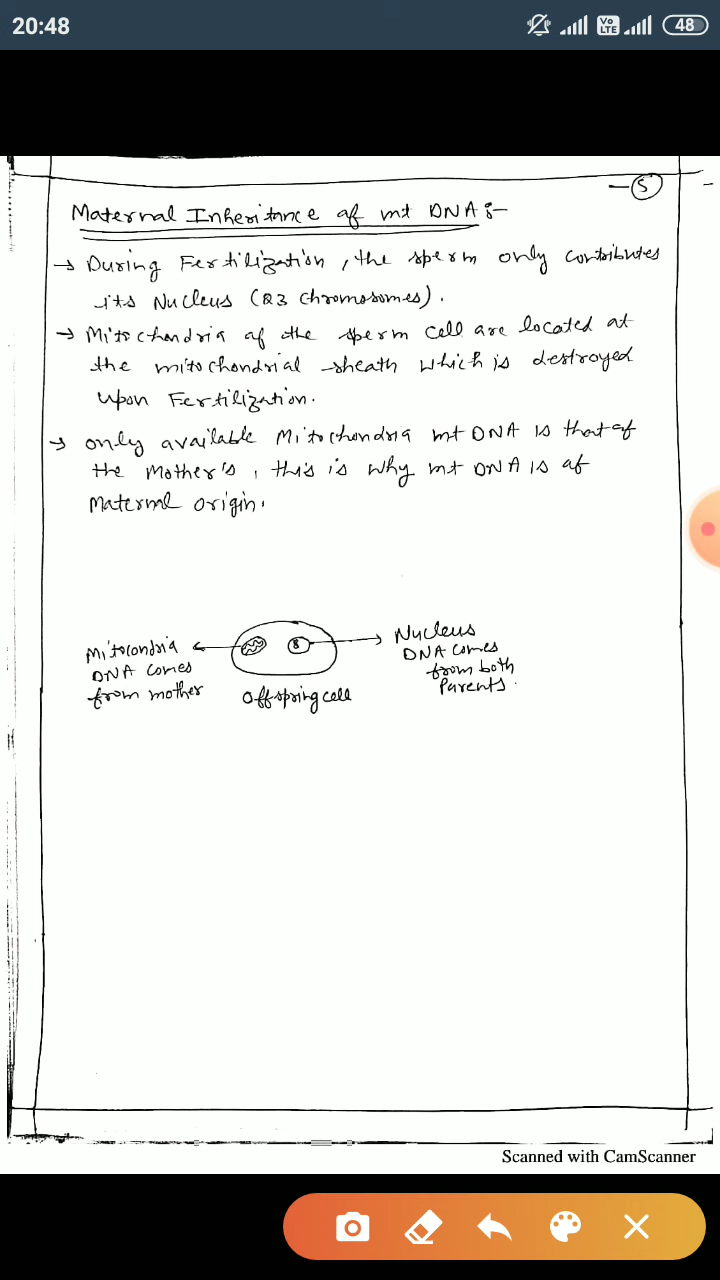 20:48
Vo LTE
48
- 5
Maternal Inheritance of mt DNA :-
→ During Fertilization, the sperm only contributes
its Nucleus (23 chromosomes).
→ Mitochondria of the sperm cell are located at
the mitochondrial sheath which is destroyed
upon Fertilization.
→ only available Mitochondria mt DNA is that of
the Mother's, this is why mt DNA is of
Maternal origin.
Mitocondria
DNA comes
from mother
offspring cell
Nucleus
DNA comes
from both
Parents.
Scanned with CamScanner